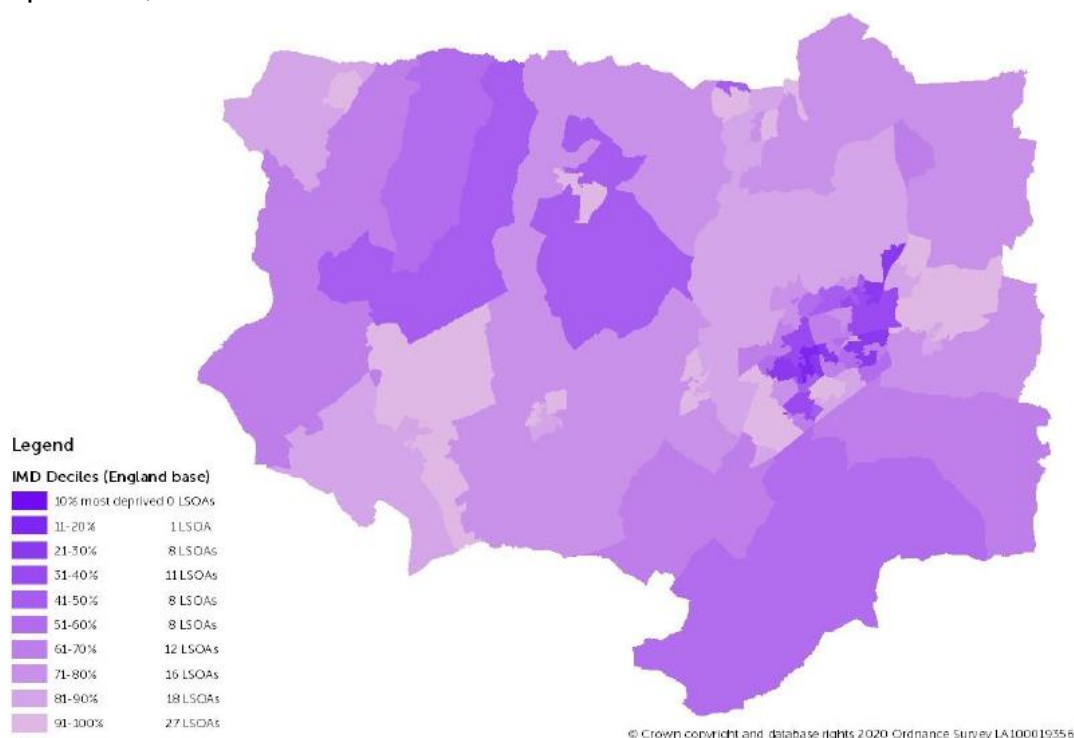 Legend
IMD Deciles (England base)
10% most deprived 0 LSOAs
11-20% 1 LSOA
21-30% 8 LSOAs
31-40% 11 LSOAs
41-50% 8 LSOAs
51-60% 8 LSOAs
61-70% 12 LSOAs
71-80% 16 LSOAs
81-90% 18 LSOAs
91-100% 27 LSOAs
© Crown copyright and database rights 2020 Ordnance Survey LA100019356